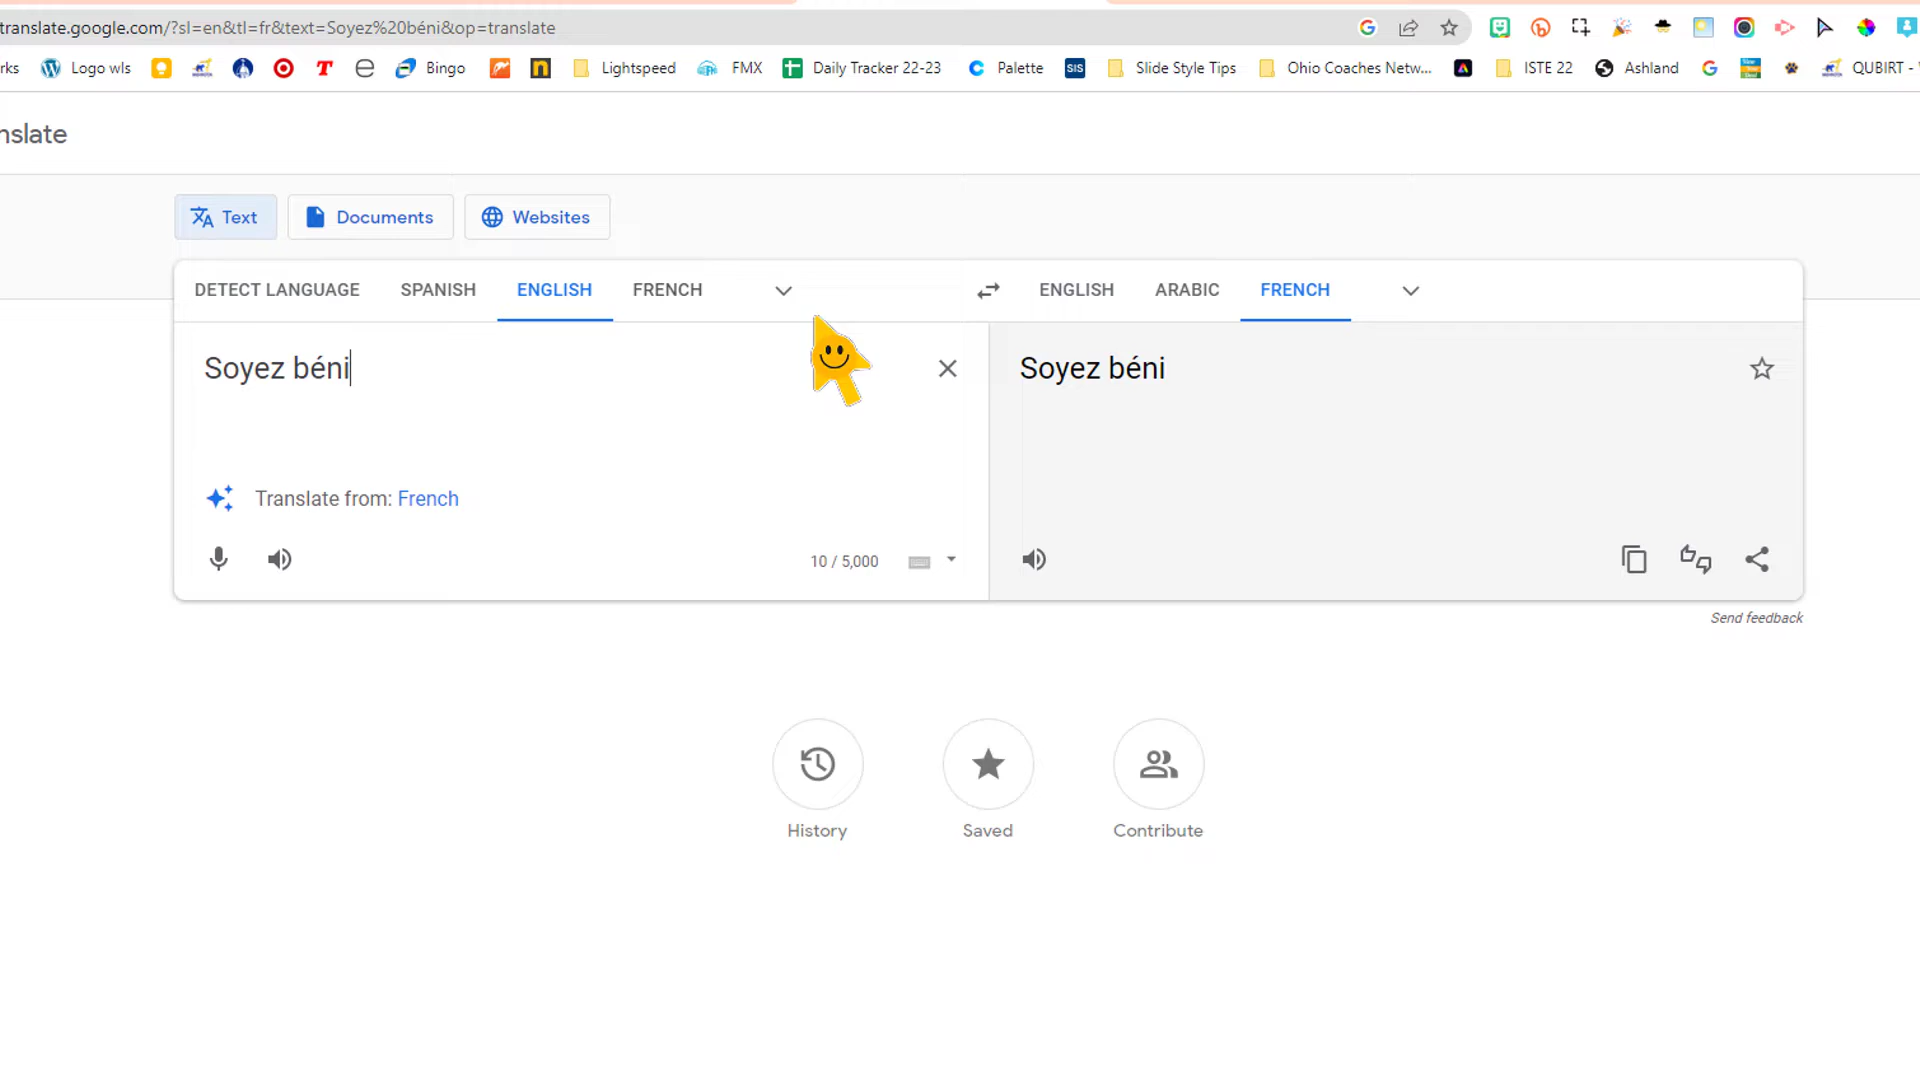 translate.google.com/?sl=en&tl=fr&text=Soyez%20béni&op=translate
rks Logo wls Bingo Lightspeed FMX Daily Tracker 22-23 Palette SIS Slide Style Tips Ohio Coaches Netw... ISTE 22 Ashland QUBIRT -
nslate
Text Documents Websites
DETECT LANGUAGE SPANISH ENGLISH FRENCH ENGLISH ARABIC FRENCH
Soyez béni Soyez béni
Translate from: French
10 / 5,000
Send feedback
History Saved Contribute